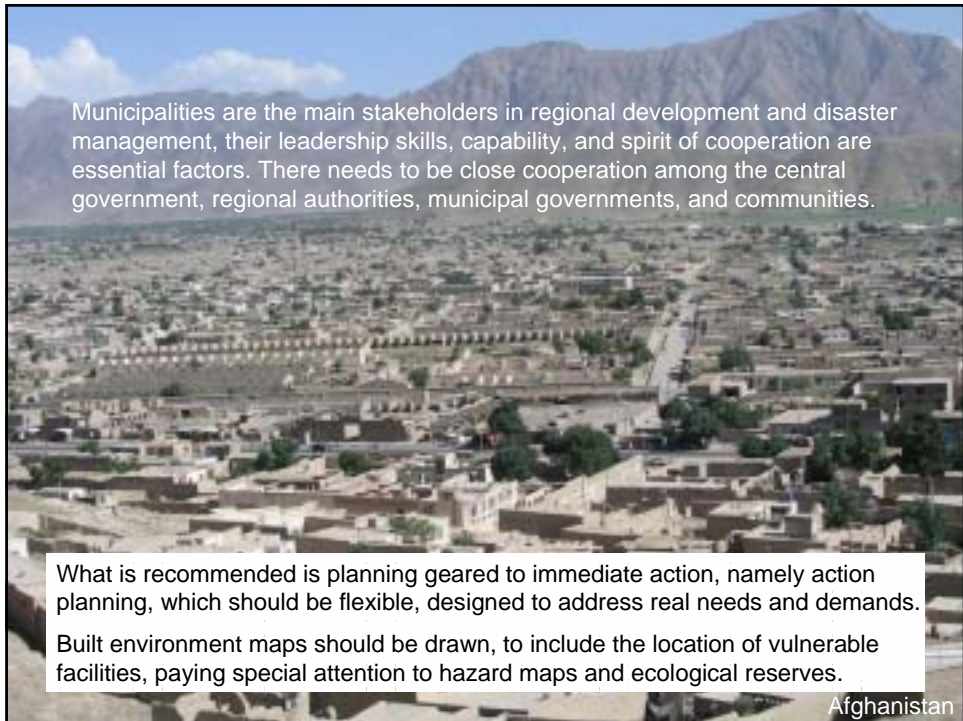 Municipalities are the main stakeholders in regional development and disaster
management, their leadership skills, capability, and spirit of cooperation are
essential factors. There needs to be close cooperation among the central
government, regional authorities, municipal governments, and communities.
What is recommended is planning geared to immediate action, namely action
planning, which should be flexible, designed to address real needs and demands.
Built environment maps should be drawn, to include the location of vulnerable
facilities, paying special attention to hazard maps and ecological reserves.
Afghanistan